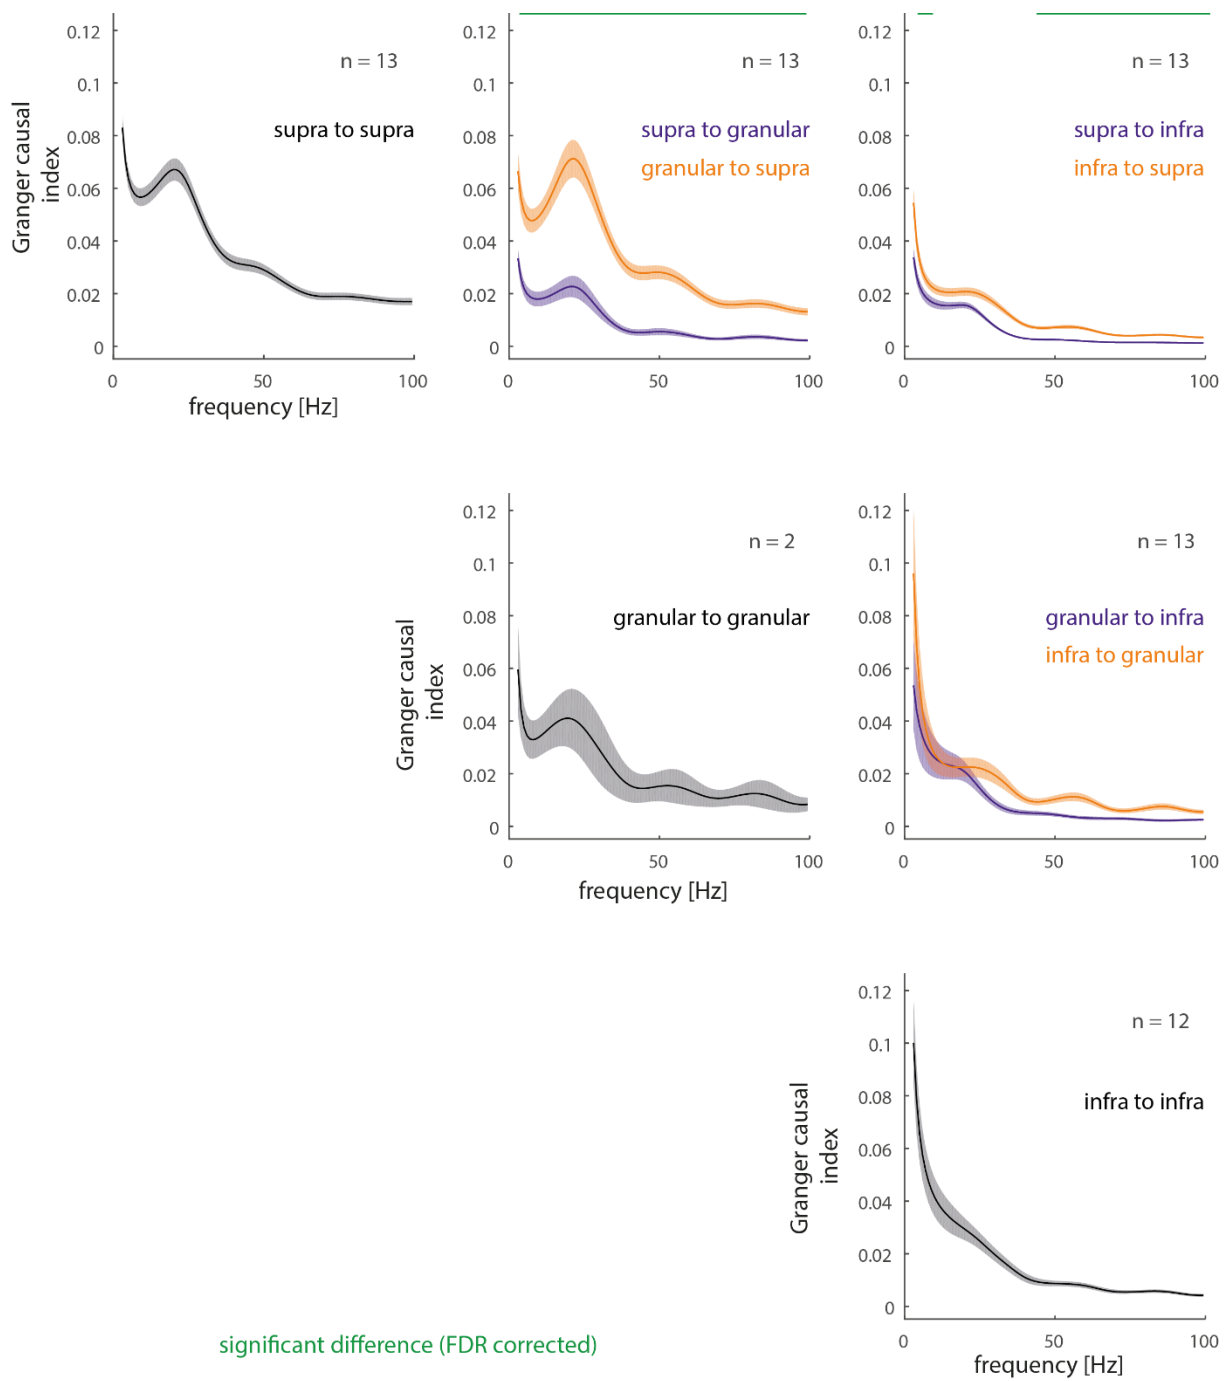 0.12
0.1
0.08
0.06
0.04
0.02
0
Granger causal
index
n = 13
supra to supra
0
50
100
frequency [Hz]
0.12
0.1
0.08
0.06
0.04
0.02
0
n = 13
supra to granular
granular to supra
0
50
100
0.12
0.1
0.08
0.06
0.04
0.02
0
n = 13
supra to infra
infra to supra
0
50
100
0.12
0.1
0.08
0.06
0.04
0.02
0
Granger causal
index
n = 2
granular to granular
0
50
100
frequency [Hz]
0.12
0.1
0.08
0.06
0.04
0.02
0
n = 13
granular to infra
infra to granular
0
50
100
0.12
0.1
0.08
0.06
0.04
0.02
0
Granger causal
index
n = 12
infra to infra
0
50
100
frequency [Hz]
significant difference (FDR corrected)